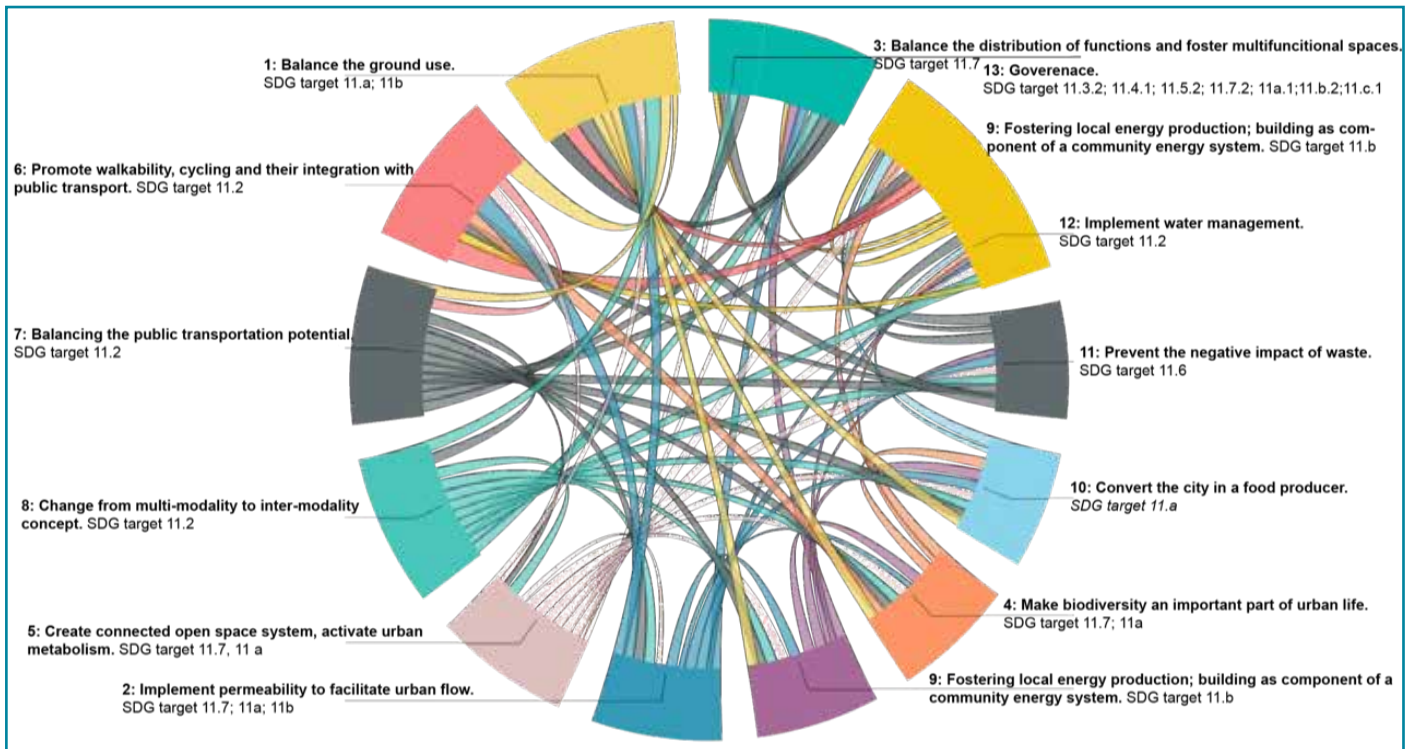 1: Balance the ground use.
SDG target 11.a; 11b
3: Balance the distribution of functions and foster multifuncitional spaces.
SDG target 11.7
13: Goverenace.
SDG target 11.3.2; 11.4.1; 11.5.2; 11.7.2; 11a.1;11.b.2;11.c.1
9: Fostering local energy production; building as com-
ponent of a community energy system. SDG target 11.b
6: Promote walkability, cycling and their integration with
public transport. SDG target 11.2
12: Implement water management.
SDG target 11.2
7: Balancing the public transportation potential.
SDG target 11.2
11: Prevent the negative impact of waste.
SDG target 11.6
8: Change from multi-modality to inter-modality
concept. SDG target 11.2
10: Convert the city in a food producer.
SDG target 11.a
5: Create connected open space system, activate urban
metabolism. SDG target 11.7, 11 a
4: Make biodiversity an important part of urban life.
SDG target 11.7; 11a
2: Implement permeability to facilitate urban flow.
SDG target 11.7; 11a; 11b
9: Fostering local energy production; building as component of a
community energy system. SDG target 11.b